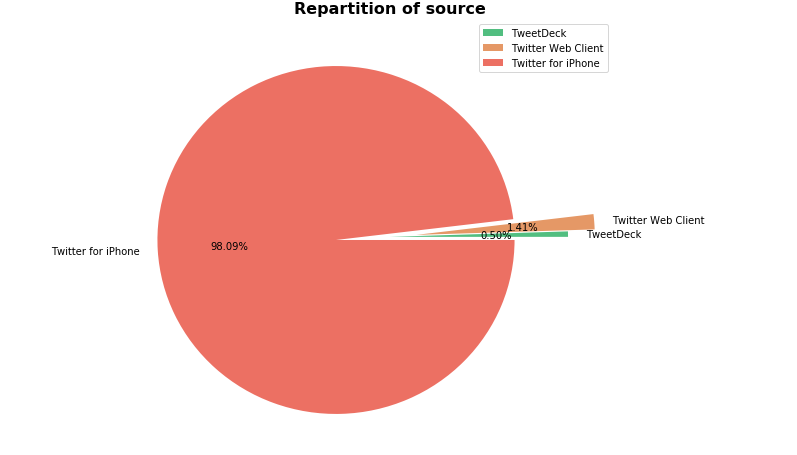 Repartition of source
TweetDeck
Twitter Web Client
Twitter for iPhone
1.41%
Twitter Web Client
0.50%
TweetDeck
98.09%
Twitter for iPhone